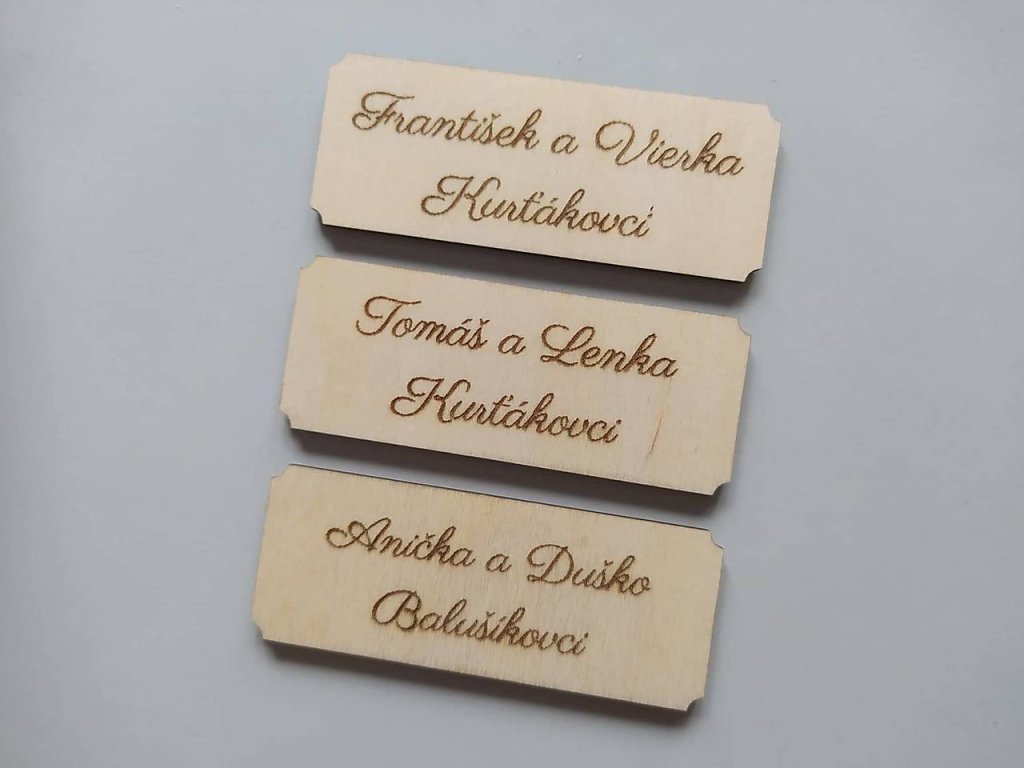 František a Vierka
Kurťákovci
Tomáš a Lenka
Kurťákovci
Anička a Duško
Balušíkovci